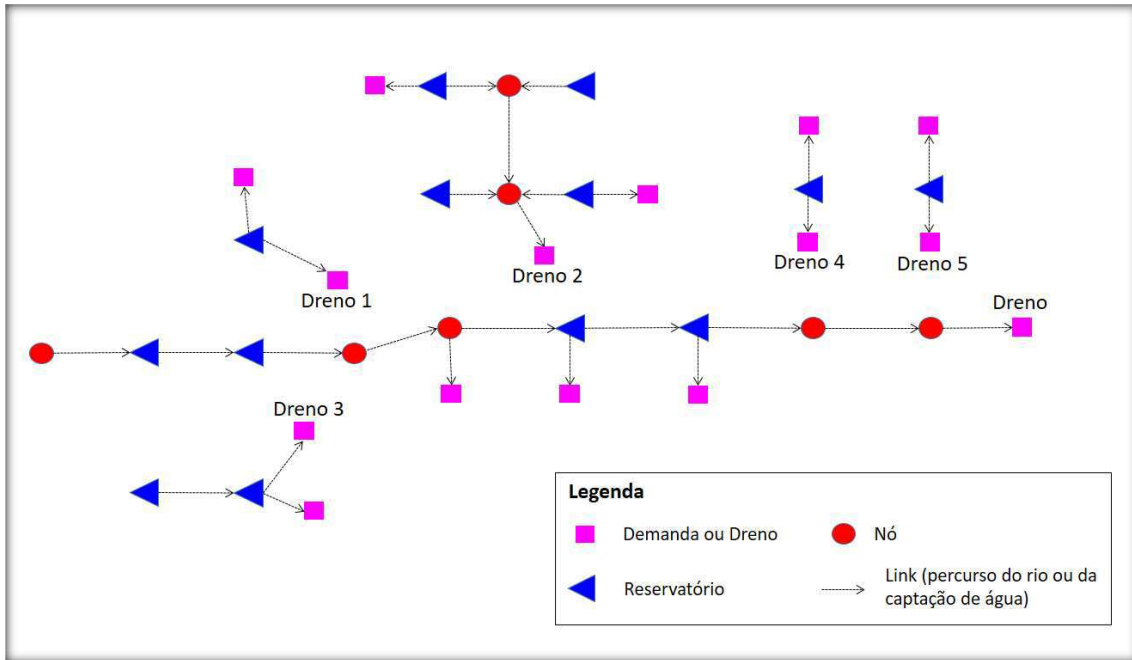 Dreno 2
Dreno 4
Dreno 5
Dreno 1
Dreno
Dreno 3
Legenda
Demanda ou Dreno
Nó
Reservatório
Link (percurso do rio ou da
captação de água)